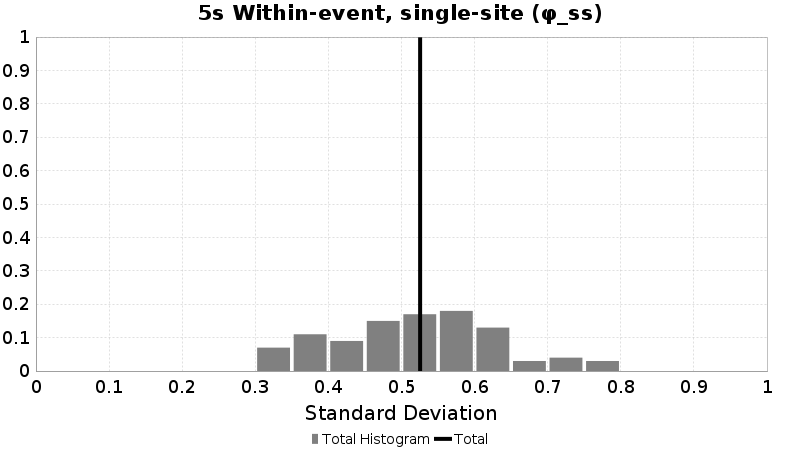 5s Within-event, single-site (φ_ss)
1
0.9
0.8
0.7
0.6
0.5
0.4
0.3
0.2
0.1
0
0 0.1 0.2 0.3 0.4 0.5 0.6 0.7 0.8 0.9 1
Standard Deviation
Total Histogram Total